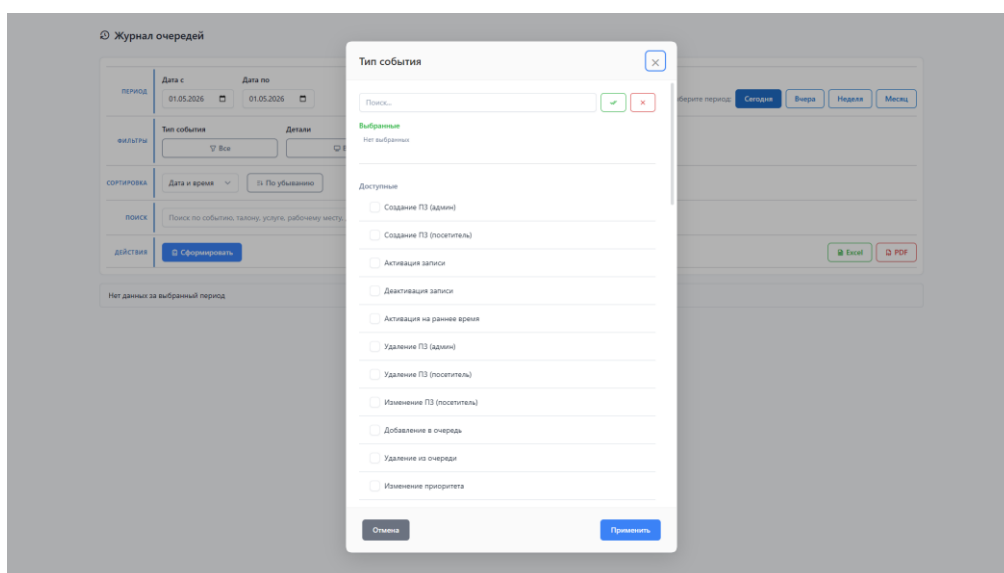 Журнал очередей
Тип события
Дата с
Дата по
ПЕРИОД
01.05.2026
01.05.2026
Поиск...
берите период:
Сегодня
Вчера
Неделя
Месяц
Выбранные
Нет выбранных
Тип события
Детали
ФИЛЬТРЫ
Все
СОРТИРОВКА
Дата и время
По убыванию
Доступные
Создание ПЗ (админ)
ПОИСК
Поиск по событию, талону, услуге, рабочему месту,
Создание ПЗ (посетитель)
ДЕЙСТВИЯ
Сформировать
Excel
PDF
Активация записи
Нет данных за выбранный период
Деактивация записи
Активация на раннее время
Удаление ПЗ (админ)
Удаление ПЗ (посетитель)
Изменение ПЗ (посетитель)
Добавление в очередь
Удаление из очереди
Изменение приоритета
Отмена
Применить